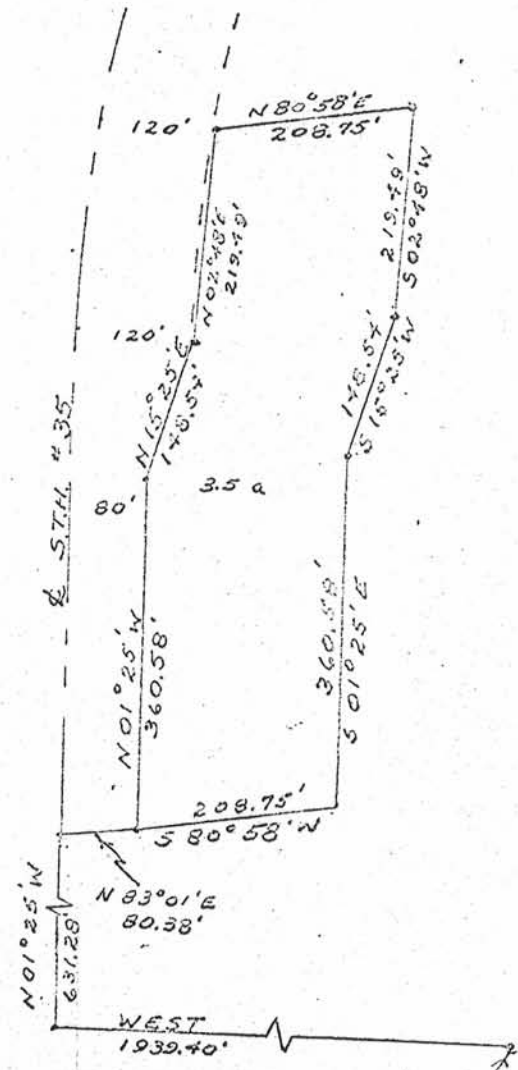 N 80°58'E
208.75'
120'
N 02°48'E
219.49'
219.49'
S 02°48'W
120'
N 15°25'E
148.54'
148.54'
S 15°25'W
℄ S.T.H. # 35
80'
3.5 a
N 01°25'W
360.58'
360.58'
S 01°25'E
208.75'
S 80°58'W
N 83°01'E
80.38'
N 01°25'W
631.28'
WEST
1939.40'